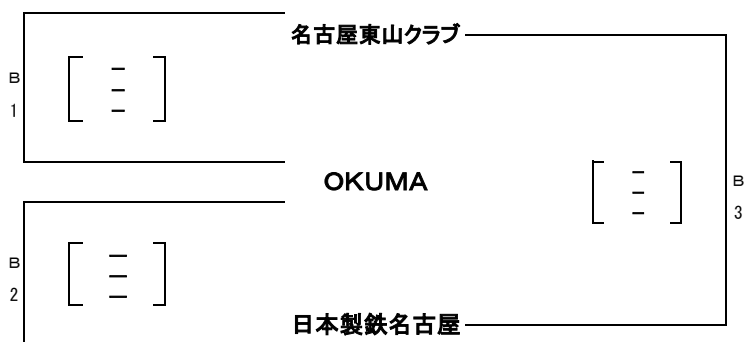 名古屋東山クラブ
B
1
[ － － － ]
OKUMA
[ － － － ]
B
3
B
2
[ － － － ]
日本製鉄名古屋